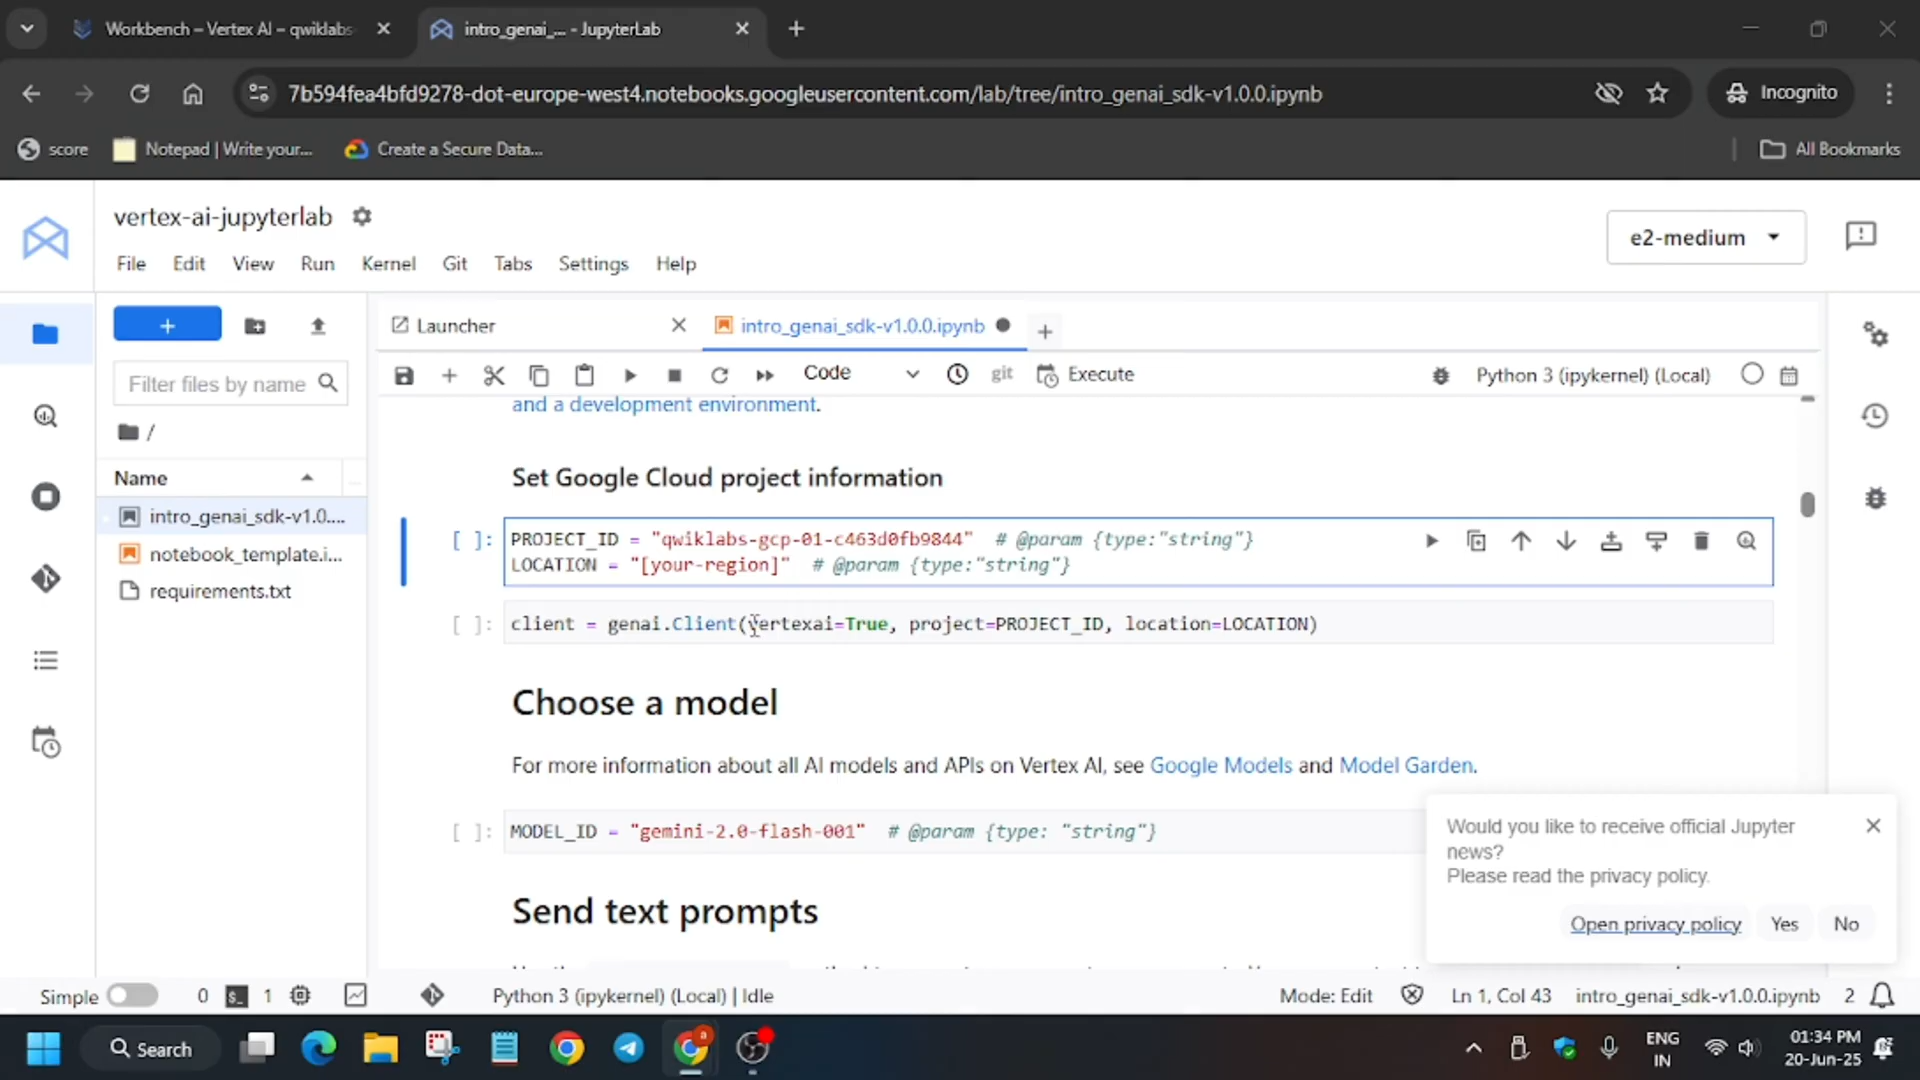 Workbench – Vertex AI – qwiklabs-
intro_genai_... - JupyterLab
7b594fea4bfd9278-dot-europe-west4.notebooks.googleusercontent.com/lab/tree/intro_genai_sdk-v1.0.0.ipynb
Incognito
score
Notepad | Write your...
Create a Secure Data...
All Bookmarks
vertex-ai-jupyterlab
e2-medium
File Edit View Run Kernel Git Tabs Settings Help
Launcher
intro_genai_sdk-v1.0.0.ipynb
Filter files by name
Code
git
Execute
Python 3 (ipykernel) (Local)
/
Name
intro_genai_sdk-v1.0....
notebook_template.i...
requirements.txt
and a development environment.
Set Google Cloud project information
[ ]: PROJECT_ID = "qwiklabs-gcp-01-c463d0fb9844" # @param {type:"string"}
LOCATION = "[your-region]" # @param {type:"string"}
[ ]: client = genai.Client(vertexai=True, project=PROJECT_ID, location=LOCATION)
Choose a model
For more information about all AI models and APIs on Vertex AI, see Google Models and Model Garden.
[ ]: MODEL_ID = "gemini-2.0-flash-001" # @param {type: "string"}
Send text prompts
Would you like to receive official Jupyter
news?
Please read the privacy policy.
Open privacy policy Yes No
Simple 0 1
Python 3 (ipykernel) (Local) | Idle
Mode: Edit
Ln 1, Col 43
intro_genai_sdk-v1.0.0.ipynb
2
Search
ENG
IN
01:34 PM
20-Jun-25